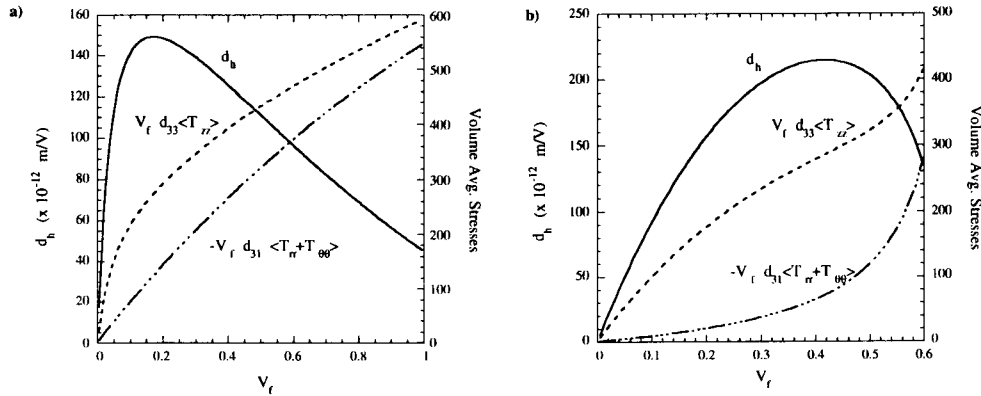 a)
160
140
120
100
80
60
40
20
0
d_h (x 10^-12 m/V)
600
500
400
300
200
100
0
Volume Avg. Stresses
d_h
V_f d_33<T_zz>
-V_f d_31 <T_rr+T_θθ>
0 0.2 0.4 0.6 0.8 1
V_f
b)
250
200
150
100
50
0
d_h (x 10^-12 m/V)
500
400
300
200
100
0
Volume Avg. Stresses
d_h
V_f d_33<T_zz>
-V_f d_31<T_rr+T_θθ>
0 0.1 0.2 0.3 0.4 0.5 0.6
V_f